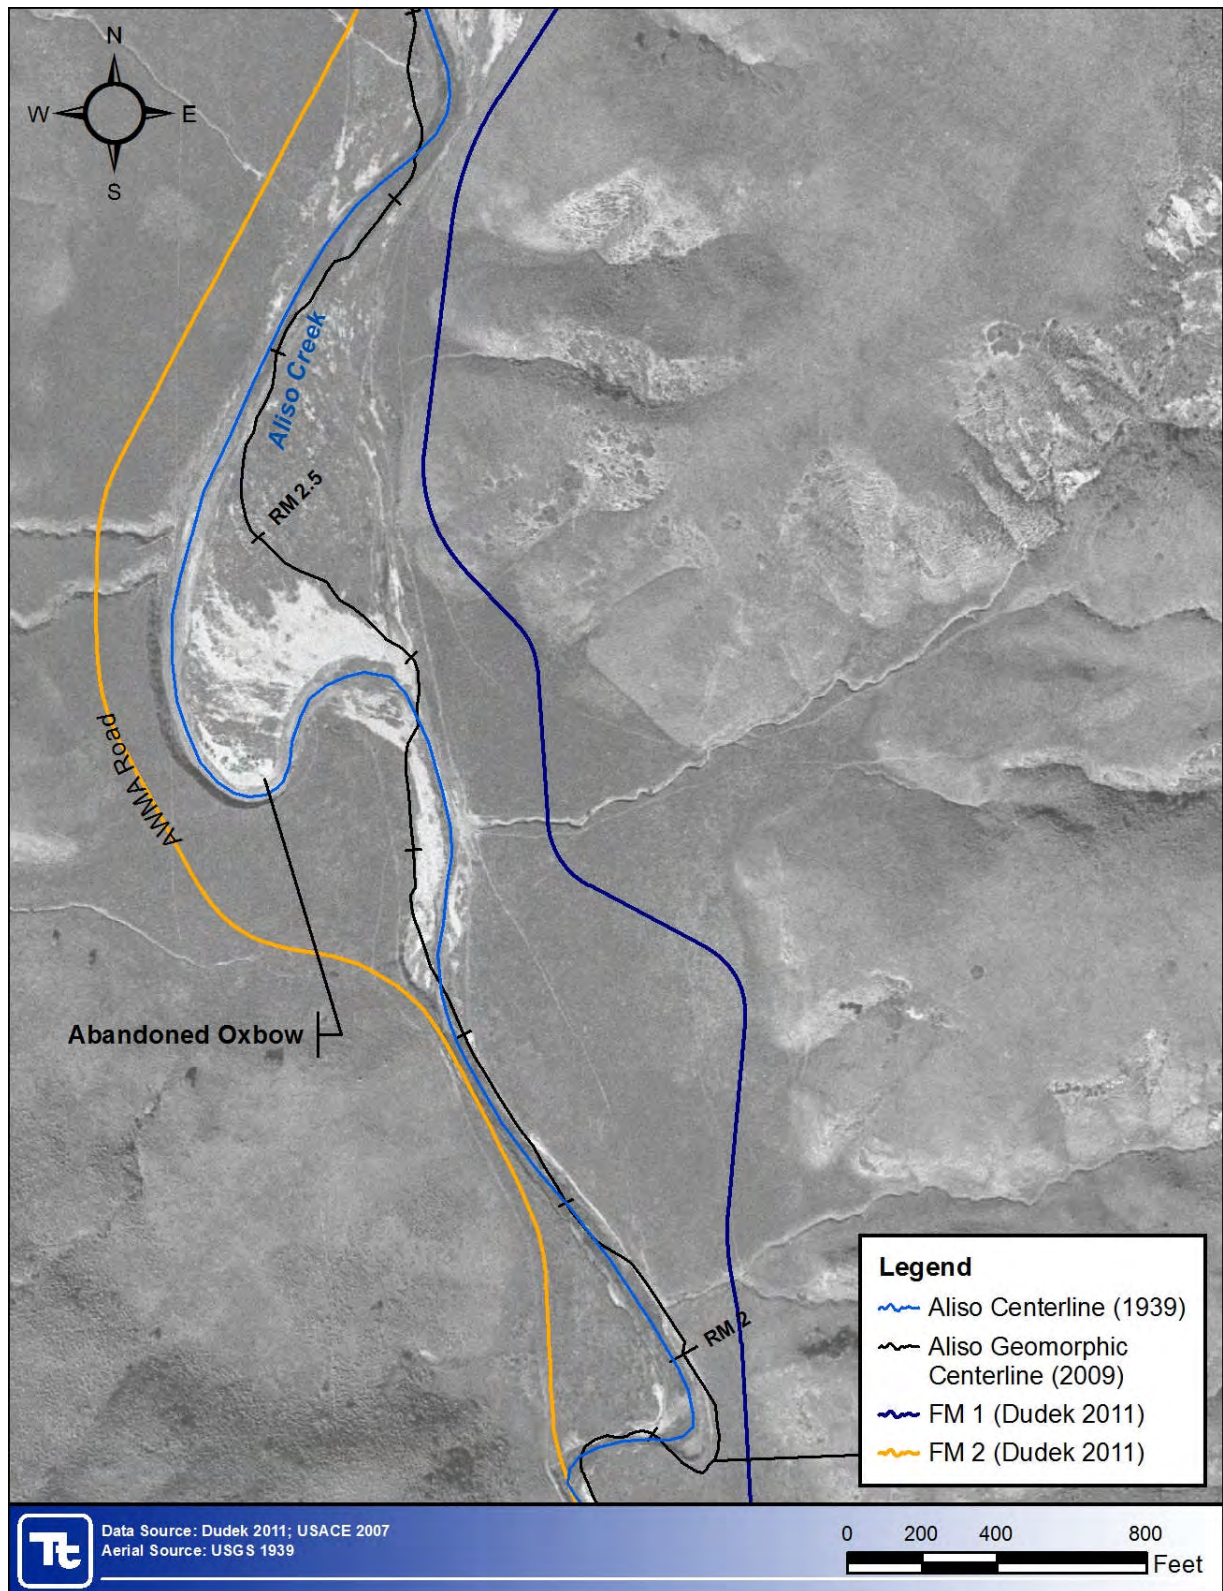 N
W
E
S
Aliso Creek
RM 2.5
AWMA Road
Abandoned Oxbow
RM 2
Legend
Aliso Centerline (1939)
Aliso Geomorphic
Centerline (2009)
FM 1 (Dudek 2011)
FM 2 (Dudek 2011)
Tt
Data Source: Dudek 2011; USACE 2007
Aerial Source: USGS 1939
0 200 400 800
Feet